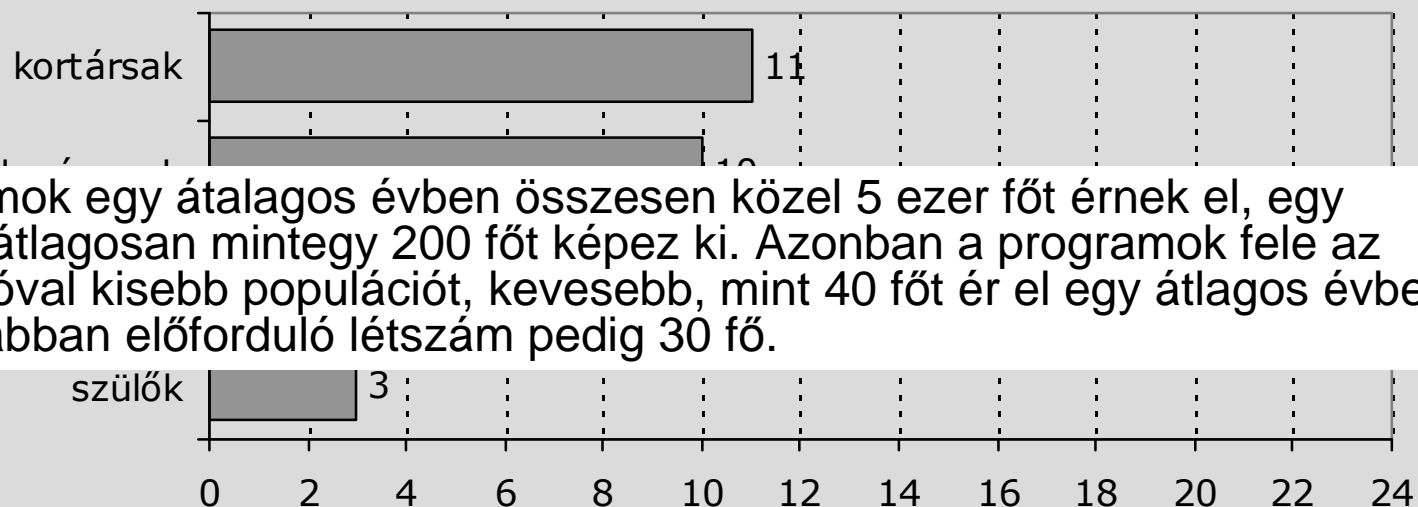 kortársak 11
10
mok egy átalagos évben összesen közel 5 ezer főt érnek el, egy
átlagosan mintegy 200 főt képez ki. Azonban a programok fele az
óval kisebb populációt, kevesebb, mint 40 főt ér el egy átlagos évbe
abban előforduló létszám pedig 30 fő.
szülők 3
0 2 4 6 8 10 12 14 16 18 20 22 24